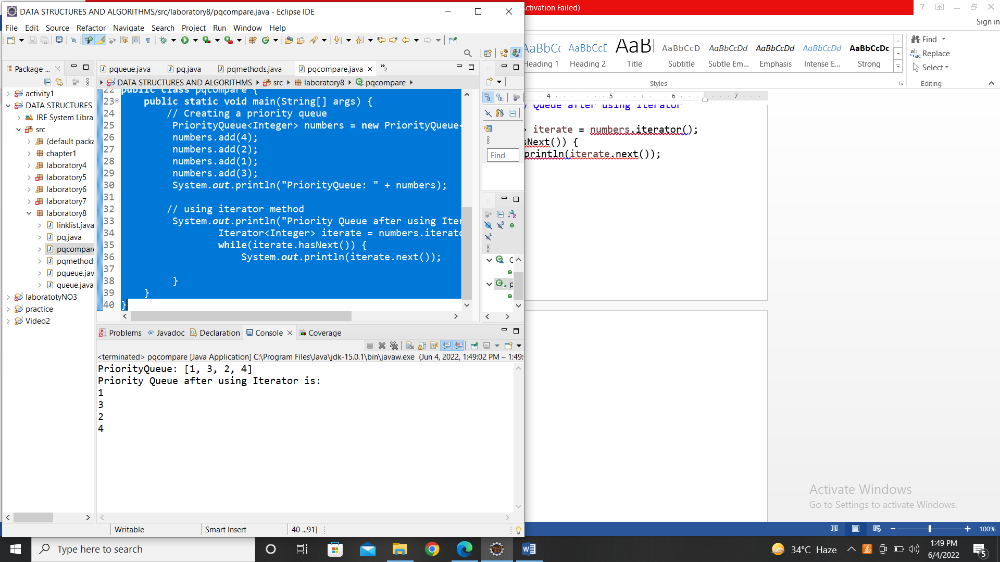 DATA STRUCTURES AND ALGORITHMS/src/laboratory8/pqcompare.java - Eclipse IDE
File Edit Source Refactor Navigate Search Project Run Window Help
Package ...
activity1
DATA STRUCTURES
JRE System Libra
src
(default packa
chapter1
laboratory4
laboratory5
laboratory6
laboratory7
laboratory8
linklist.java
pq.java
pqcompare
pqmethod
pqueue.jav
queue.java
laboratotyNO3
practice
Video2
pqueue.java pq.java pqmethods.java pqcompare.java »2
DATA STRUCTURES AND ALGORITHMS src laboratory8 pqcompare
22 public class pqcompare {
23 public static void main(String[] args) {
24 // Creating a priority queue
25 PriorityQueue<Integer> numbers = new PriorityQueue<
26 numbers.add(4);
27 numbers.add(2);
28 numbers.add(1);
29 numbers.add(3);
30 System.out.println("PriorityQueue: " + numbers);
31
32 // using iterator method
33 System.out.println("Priority Queue after using Iter
34 Iterator<Integer> iterate = numbers.iterato
35 while(iterate.hasNext()) {
36 System.out.println(iterate.next());
37
38 }
39 }
40 }
Find
Problems @ Javadoc Declaration Console Coverage
<terminated> pqcompare [Java Application] C:\Program Files\Java\jdk-15.0.1\bin\javaw.exe (Jun 4, 2022, 1:49:02 PM – 1:49:
PriorityQueue: [1, 3, 2, 4]
Priority Queue after using Iterator is:
1
3
2
4
Writable Smart Insert 40 ...91]
ctivation Failed)
Sign in
AaBbCc AaBbCcD AaB AaBbCcD AaBbCcDd AaBbCcDd AaBbCcDd AaBbCcDc
Heading 1 Heading 2 Title Subtitle Subtle Em... Emphasis Intense E... Strong
Styles
Find
Replace
Select
Editing
4 5 6 7
y Queue after using Iterator
> iterate = numbers.iterator();
sNext()) {
println(iterate.next());
Activate Windows
Go to Settings to activate Windows.
100%
Type here to search
34°C Haze
1:49 PM
6/4/2022
5